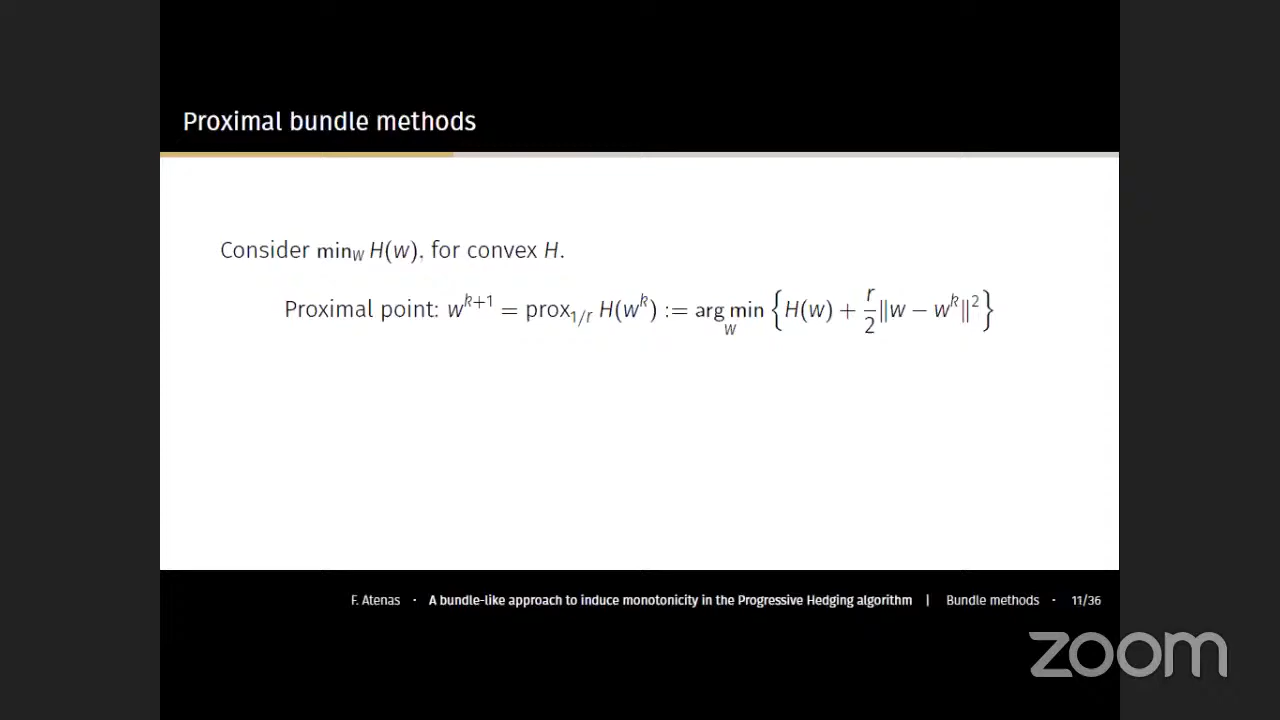 Proximal bundle methods
Consider min_w H(w), for convex H.
Proximal point: w^{k+1} = prox_{1/r} H(w^k) := arg min_w { H(w) + r/2 ‖w − w^k‖^2 }
F. Atenas · A bundle-like approach to induce monotonicity in the Progressive Hedging algorithm | Bundle methods · 11/36
zoom